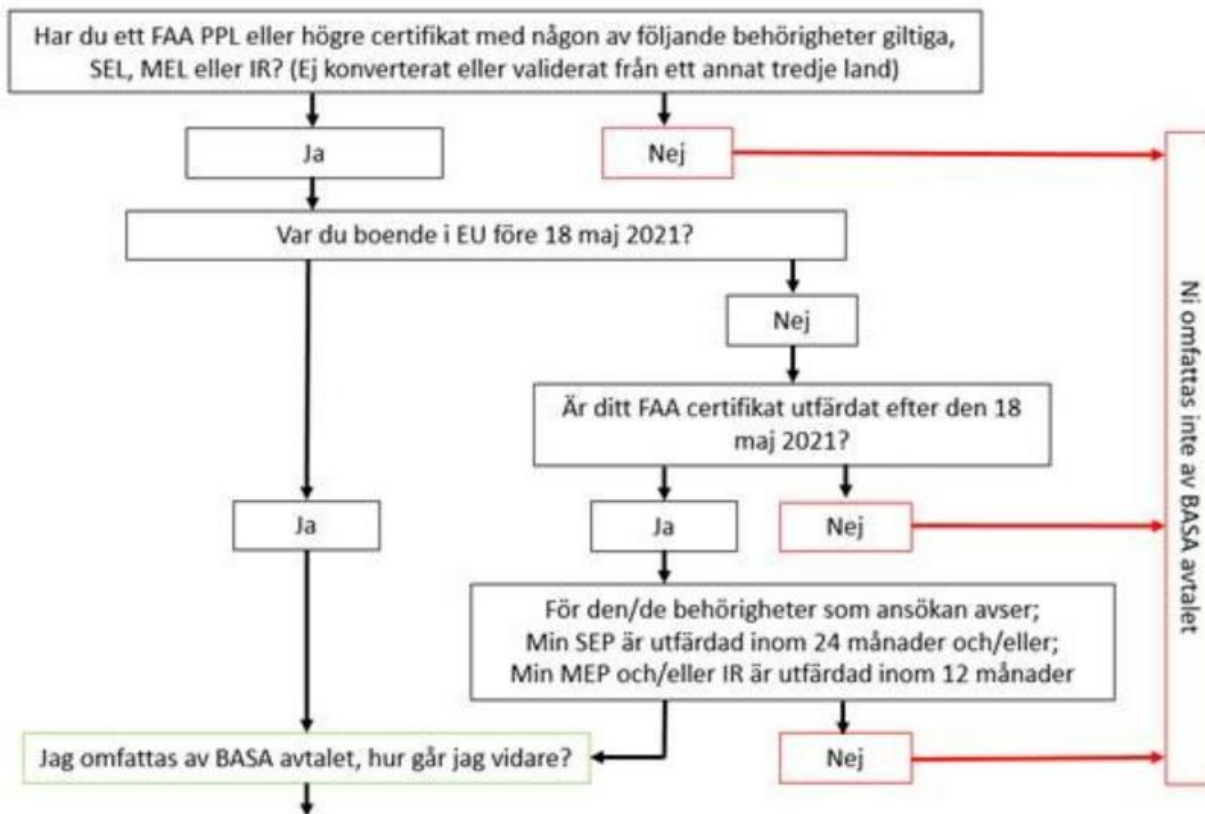 Har du ett FAA PPL eller högre certifikat med någon av följande behörigheter giltiga,
SEL, MEL eller IR? (Ej konverterat eller validerat från ett annat tredje land)
Ja
Nej
Var du boende i EU före 18 maj 2021?
Nej
Är ditt FAA certifikat utfärdat efter den 18
maj 2021?
Ja
Ja
Nej
För den/de behörigheter som ansökan avser;
Min SEP är utfärdad inom 24 månader och/eller;
Min MEP och/eller IR är utfärdad inom 12 månader
Jag omfattas av BASA avtalet, hur går jag vidare?
Nej
Ni omfattas inte av BASA avtalet